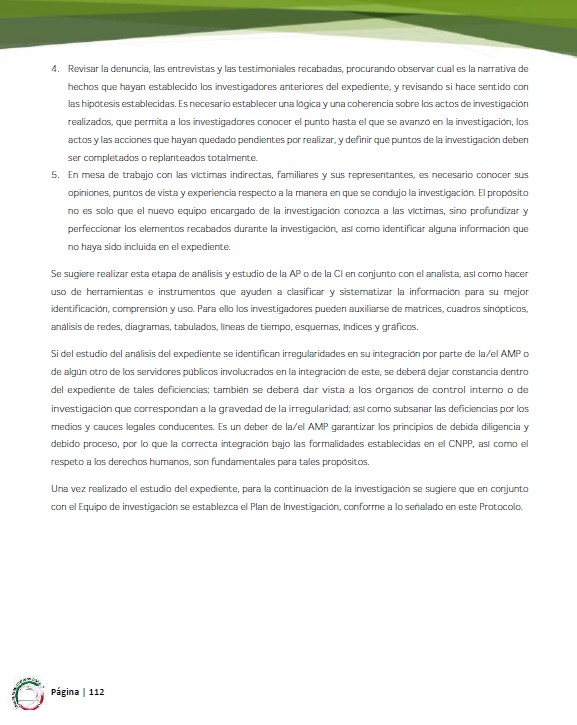 4. Revisar la denuncia, las entrevistas y las testimoniales recabadas, procurando observar cual es la narrativa de
hechos que hayan establecido los investigadores anteriores del expediente, y revisando si hace sentido con
las hipótesis establecidas. Es necesario establecer una lógica y una coherencia sobre los actos de investigación
realizados, que permita a los investigadores conocer el punto hasta el que se avanzó en la investigación, los
actos y las acciones que hayan quedado pendientes por realizar, y definir qué puntos de la investigación deben
ser completados o replanteados totalmente.
5. En mesa de trabajo con las víctimas indirectas, familiares y sus representantes, es necesario conocer sus
opiniones, puntos de vista y experiencia respecto a la manera en que se condujo la investigación. El propósito
no es solo que el nuevo equipo encargado de la investigación conozca a las víctimas, sino profundizar y
perfeccionar los elementos recabados durante la investigación, así como identificar alguna información que
no haya sido incluida en el expediente.
Se sugiere realizar esta etapa de análisis y estudio de la AP o de la CI en conjunto con el analista, así como hacer
uso de herramientas e instrumentos que ayuden a clasificar y sistematizar la información para su mejor
identificación, comprensión y uso. Para ello los investigadores pueden auxiliarse de matrices, cuadros sinópticos,
análisis de redes, diagramas, tabulados, líneas de tiempo, esquemas, índices y gráficos.
Si del estudio del análisis del expediente se identifican irregularidades en su integración por parte de la/el AMP o
de algún otro de los servidores públicos involucrados en la integración de este, se deberá dejar constancia dentro
del expediente de tales deficiencias; también se deberá dar vista a los órganos de control interno o de
investigación que correspondan a la gravedad de la irregularidad; así como subsanar las deficiencias por los
medios y cauces legales conducentes. Es un deber de la/el AMP garantizar los principios de debida diligencia y
debido proceso, por lo que la correcta integración bajo las formalidades establecidas en el CNPP, así como el
respeto a los derechos humanos, son fundamentales para tales propósitos.
Una vez realizado el estudio del expediente, para la continuación de la investigación se sugiere que en conjunto
con el Equipo de investigación se establezca el Plan de Investigación, conforme a lo señalado en este Protocolo.
Página | 112